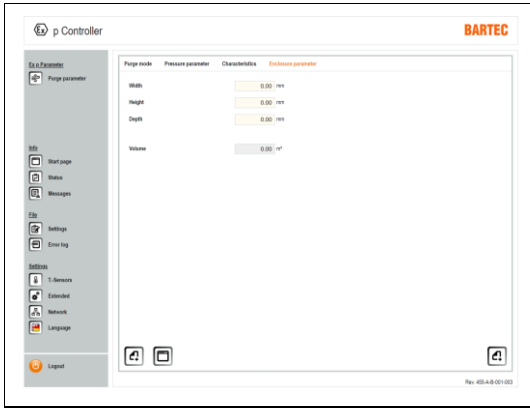 Ex p Controller
BARTEC
Ex p Parameter
Purge parameter
Info
Start page
Status
Messages
File
Settings
Error log
Settings
T.-Sensors
Extended
Network
Language
Logout
Purge mode Pressure parameter Characteristics Enclosure parameter
Width 0.00 mm
Height 0.00 mm
Depth 0.00 mm
Volume 0.00 m³
Rev. 455-A-B-001-003